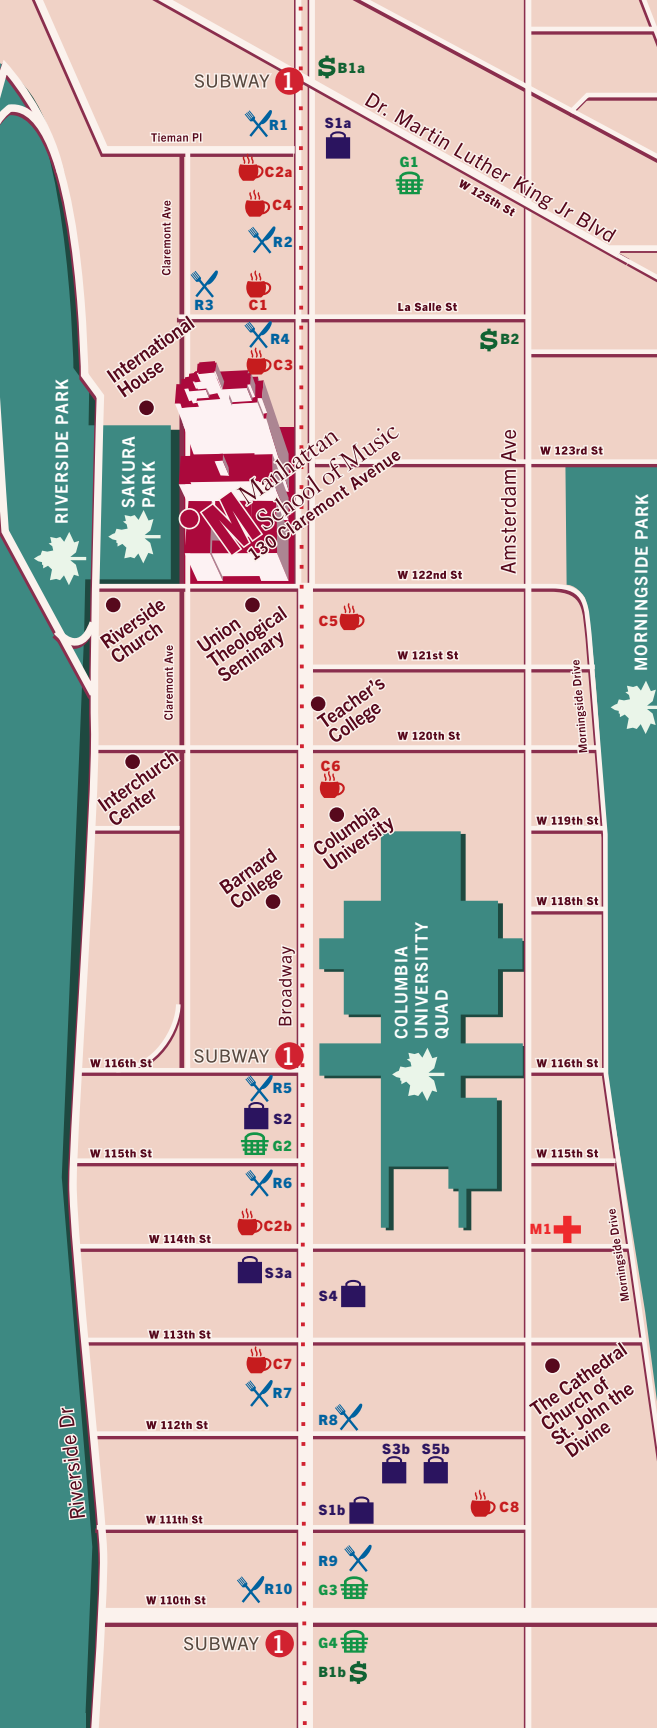 $B1a
SUBWAY 1
Dr. Martin Luther King Jr Blvd
W 125th St
R1
S1a
Tieman Pl
G1
C2a
C4
Claremont Ave
R2
R3
C1
La Salle St
R4
$B2
C3
International
House
Manhattan
School of Music
130 Claremont Avenue
M
RIVERSIDE PARK
SAKURA
PARK
Amsterdam Ave
W 123rd St
MORNINGSIDE PARK
W 122nd St
Riverside
Church
Union
Theological
Seminary
C5
Claremont Ave
W 121st St
Morningside Drive
Teacher's
College
W 120th St
Interchurch
Center
C6
Columbia
University
W 119th St
Barnard
College
W 118th St
COLUMBIA
UNIVERSITTY
QUAD
Broadway
SUBWAY 1
W 116th St
W 116th St
R5
S2
G2
W 115th St
W 115th St
R6
C2b
M1
Morningside Drive
W 114th St
S3a
S4
W 113th St
C7
R7
The Cathedral
Church of
St. John the
Divine
R8
W 112th St
Riverside Dr
S3b
S5b
S1b
C8
W 111th St
R9
R10
G3
W 110th St
SUBWAY 1
G4
B1b$